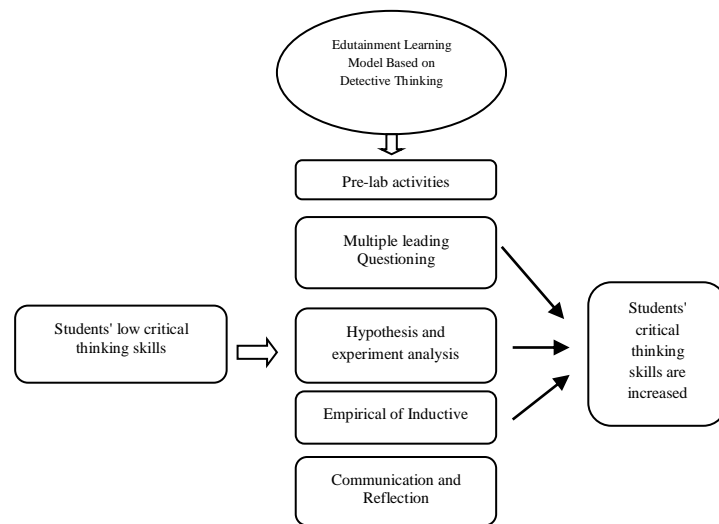 Edutainment Learning
Model Based on
Detective Thinking
Pre-lab activities
Multiple leading
Questioning
Students' low critical
thinking skills
Hypothesis and
experiment analysis
Students'
critical
thinking
skills are
increased
Empirical of Inductive
Communication and
Reflection